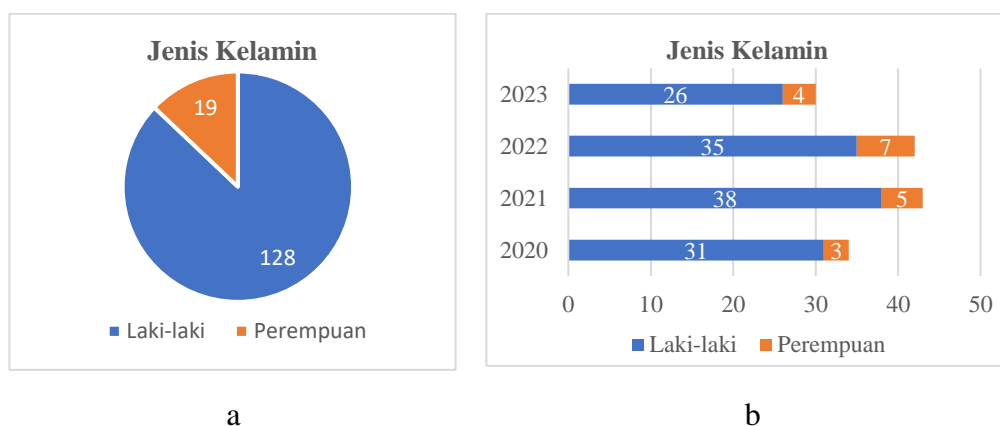 Jenis Kelamin
19
128
Laki-laki Perempuan
a
Jenis Kelamin
2023 26 4
2022 35 7
2021 38 5
2020 31 3
0 10 20 30 40 50
Laki-laki Perempuan
b